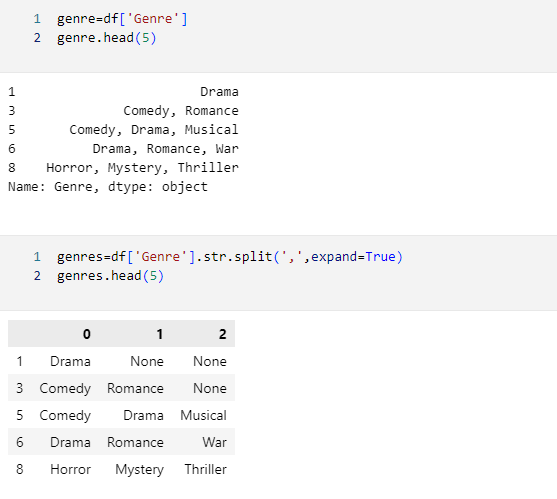 1 genre=df['Genre']
2 genre.head(5)
1 Drama
3 Comedy, Romance
5 Comedy, Drama, Musical
6 Drama, Romance, War
8 Horror, Mystery, Thriller
Name: Genre, dtype: object
1 genres=df['Genre'].str.split(',',expand=True)
2 genres.head(5)
0 1 2
1 Drama None None
3 Comedy Romance None
5 Comedy Drama Musical
6 Drama Romance War
8 Horror Mystery Thriller